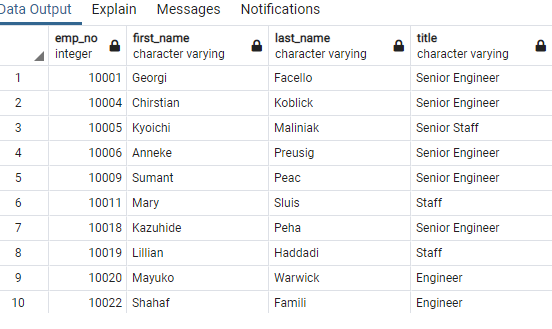 Data Output Explain Messages Notifications
emp_no first_name last_name title
integer character varying character varying character varying
1 10001 Georgi Facello Senior Engineer
2 10004 Chirstian Koblick Senior Engineer
3 10005 Kyoichi Maliniak Senior Staff
4 10006 Anneke Preusig Senior Engineer
5 10009 Sumant Peac Senior Engineer
6 10011 Mary Sluis Staff
7 10018 Kazuhide Peha Senior Engineer
8 10019 Lillian Haddadi Staff
9 10020 Mayuko Warwick Engineer
10 10022 Shahaf Famili Engineer